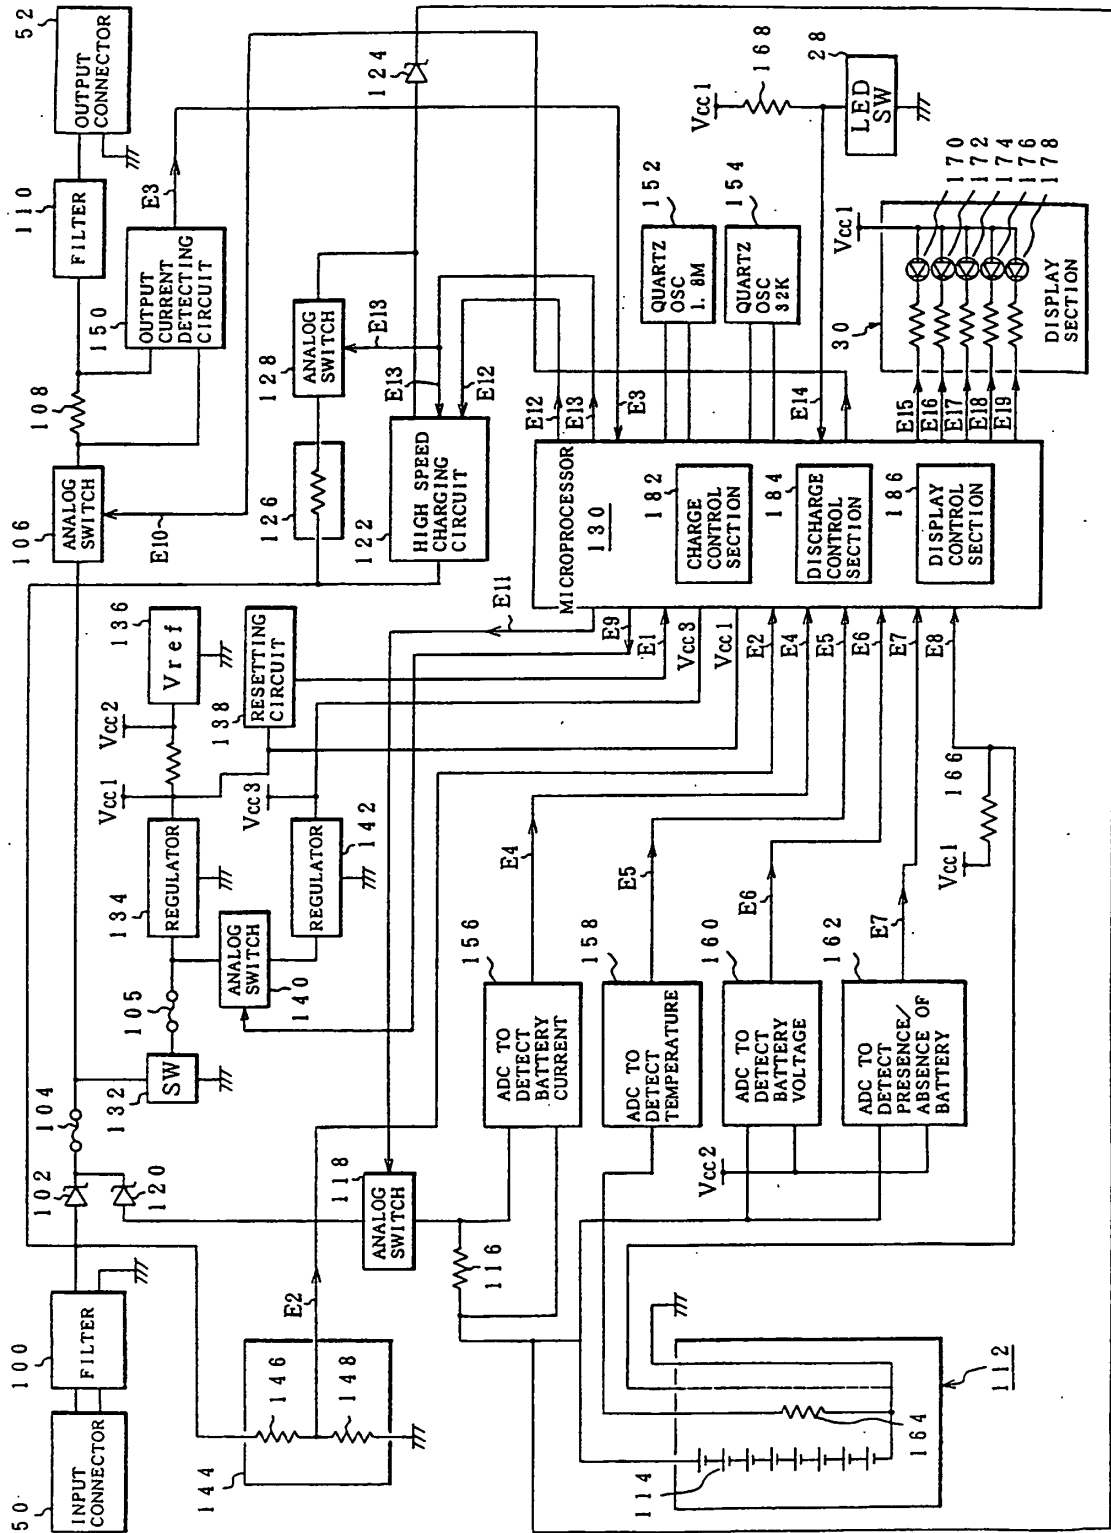 50
INPUT
CONNECTOR
100
FILTER
102
120
104
132
SW
105
134
REGULATOR
Vcc1
Vcc2
136
Vref
106
ANALOG
SWITCH
E10
108
150
OUTPUT
CURRENT
DETECTING
CIRCUIT
E3
110
FILTER
52
OUTPUT
CONNECTOR
140
ANALOG
SWITCH
142
REGULATOR
Vcc3
138
RESETTING
CIRCUIT
126
128
ANALOG
SWITCH
E13
124
122
HIGH SPEED
CHARGING
CIRCUIT
E13
E12
144
146
148
E2
118
ANALOG
SWITCH
116
E11
E9
E1
Vcc3
Vcc1
E2
E4
E5
E6
E7
E8
MICROPROCESSOR
130
182
CHARGE
CONTROL
SECTION
184
DISCHARGE
CONTROL
SECTION
186
DISPLAY
CONTROL
SECTION
E12
E13
E3
E14
E15
E16
E17
E18
E19
QUARTZ
OSC
1.8M
152
QUARTZ
OSC
32K
154
Vcc1
168
28
LED
SW
30
Vcc1
170
172
174
176
178
DISPLAY
SECTION
156
ADC TO
DETECT
BATTERY
CURRENT
E4
158
ADC TO
DETECT
TEMPERATURE
E5
160
ADC TO
DETECT
BATTERY
VOLTAGE
E6
162
ADC TO
DETECT
PRESENCE/
ABSENCE OF
BATTERY
E7
Vcc2
Vcc1
166
114
164
112